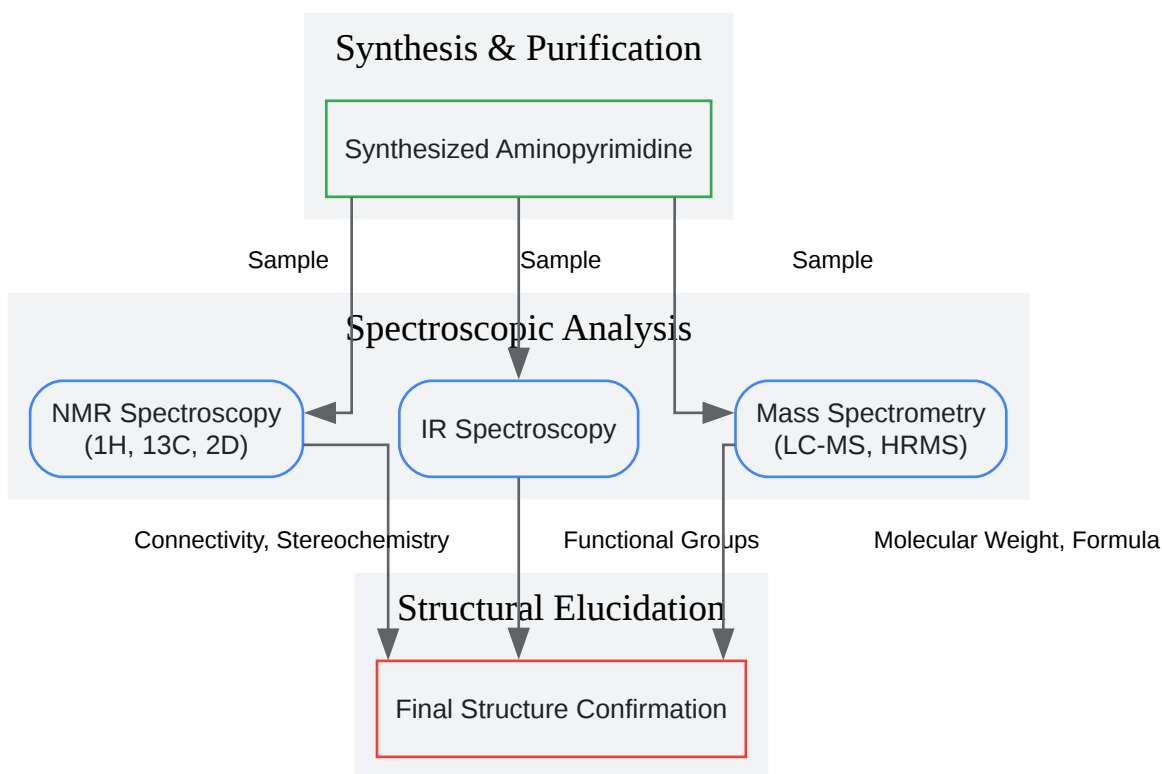 Synthesis & Purification
Synthesized Aminopyrimidine
Sample
Sample
Sample
Spectroscopic Analysis
NMR Spectroscopy
(1H, 13C, 2D)
IR Spectroscopy
Mass Spectrometry
(LC-MS, HRMS)
Connectivity, Stereochemistry
Functional Groups
Molecular Weight, Formula
Structural Elucidation
Final Structure Confirmation